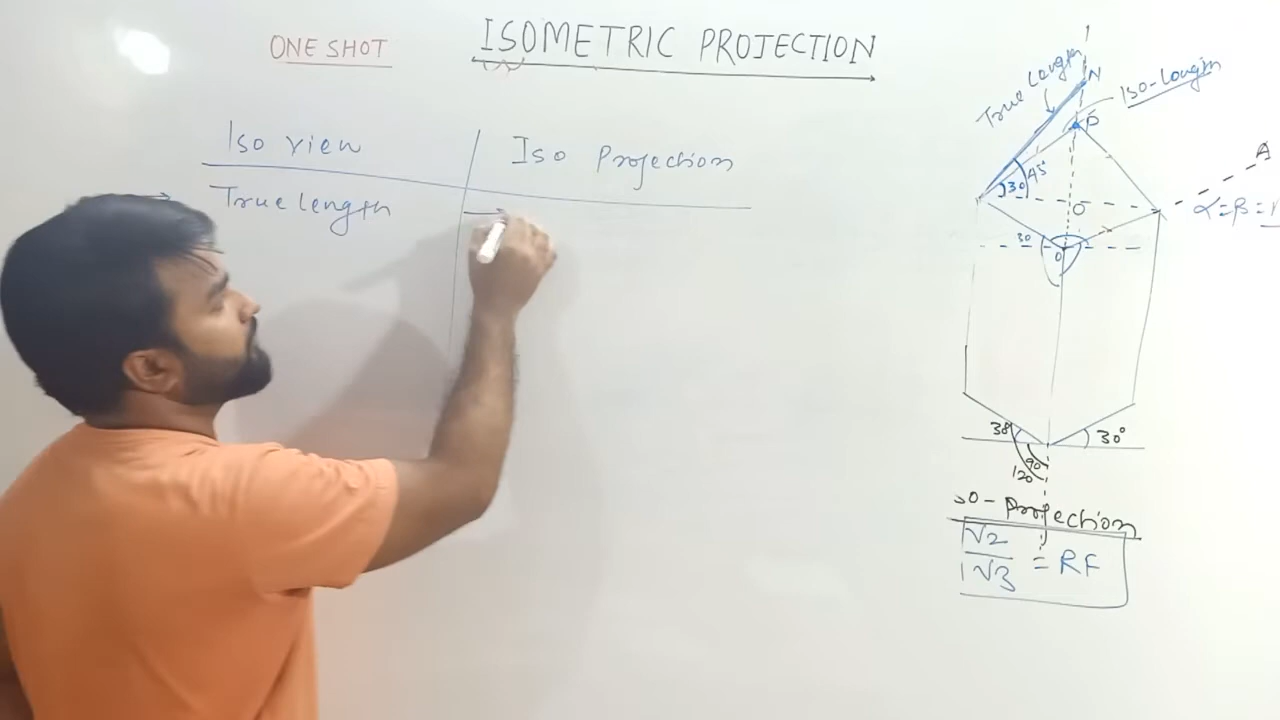 ONE SHOT
ISOMETRIC PROJECTION
Iso view
Iso Projection
True length
True Length
N
Iso-Length
B
30
45°
O
A
30
O
30°
90
120
Projection
√2
√3
= RF